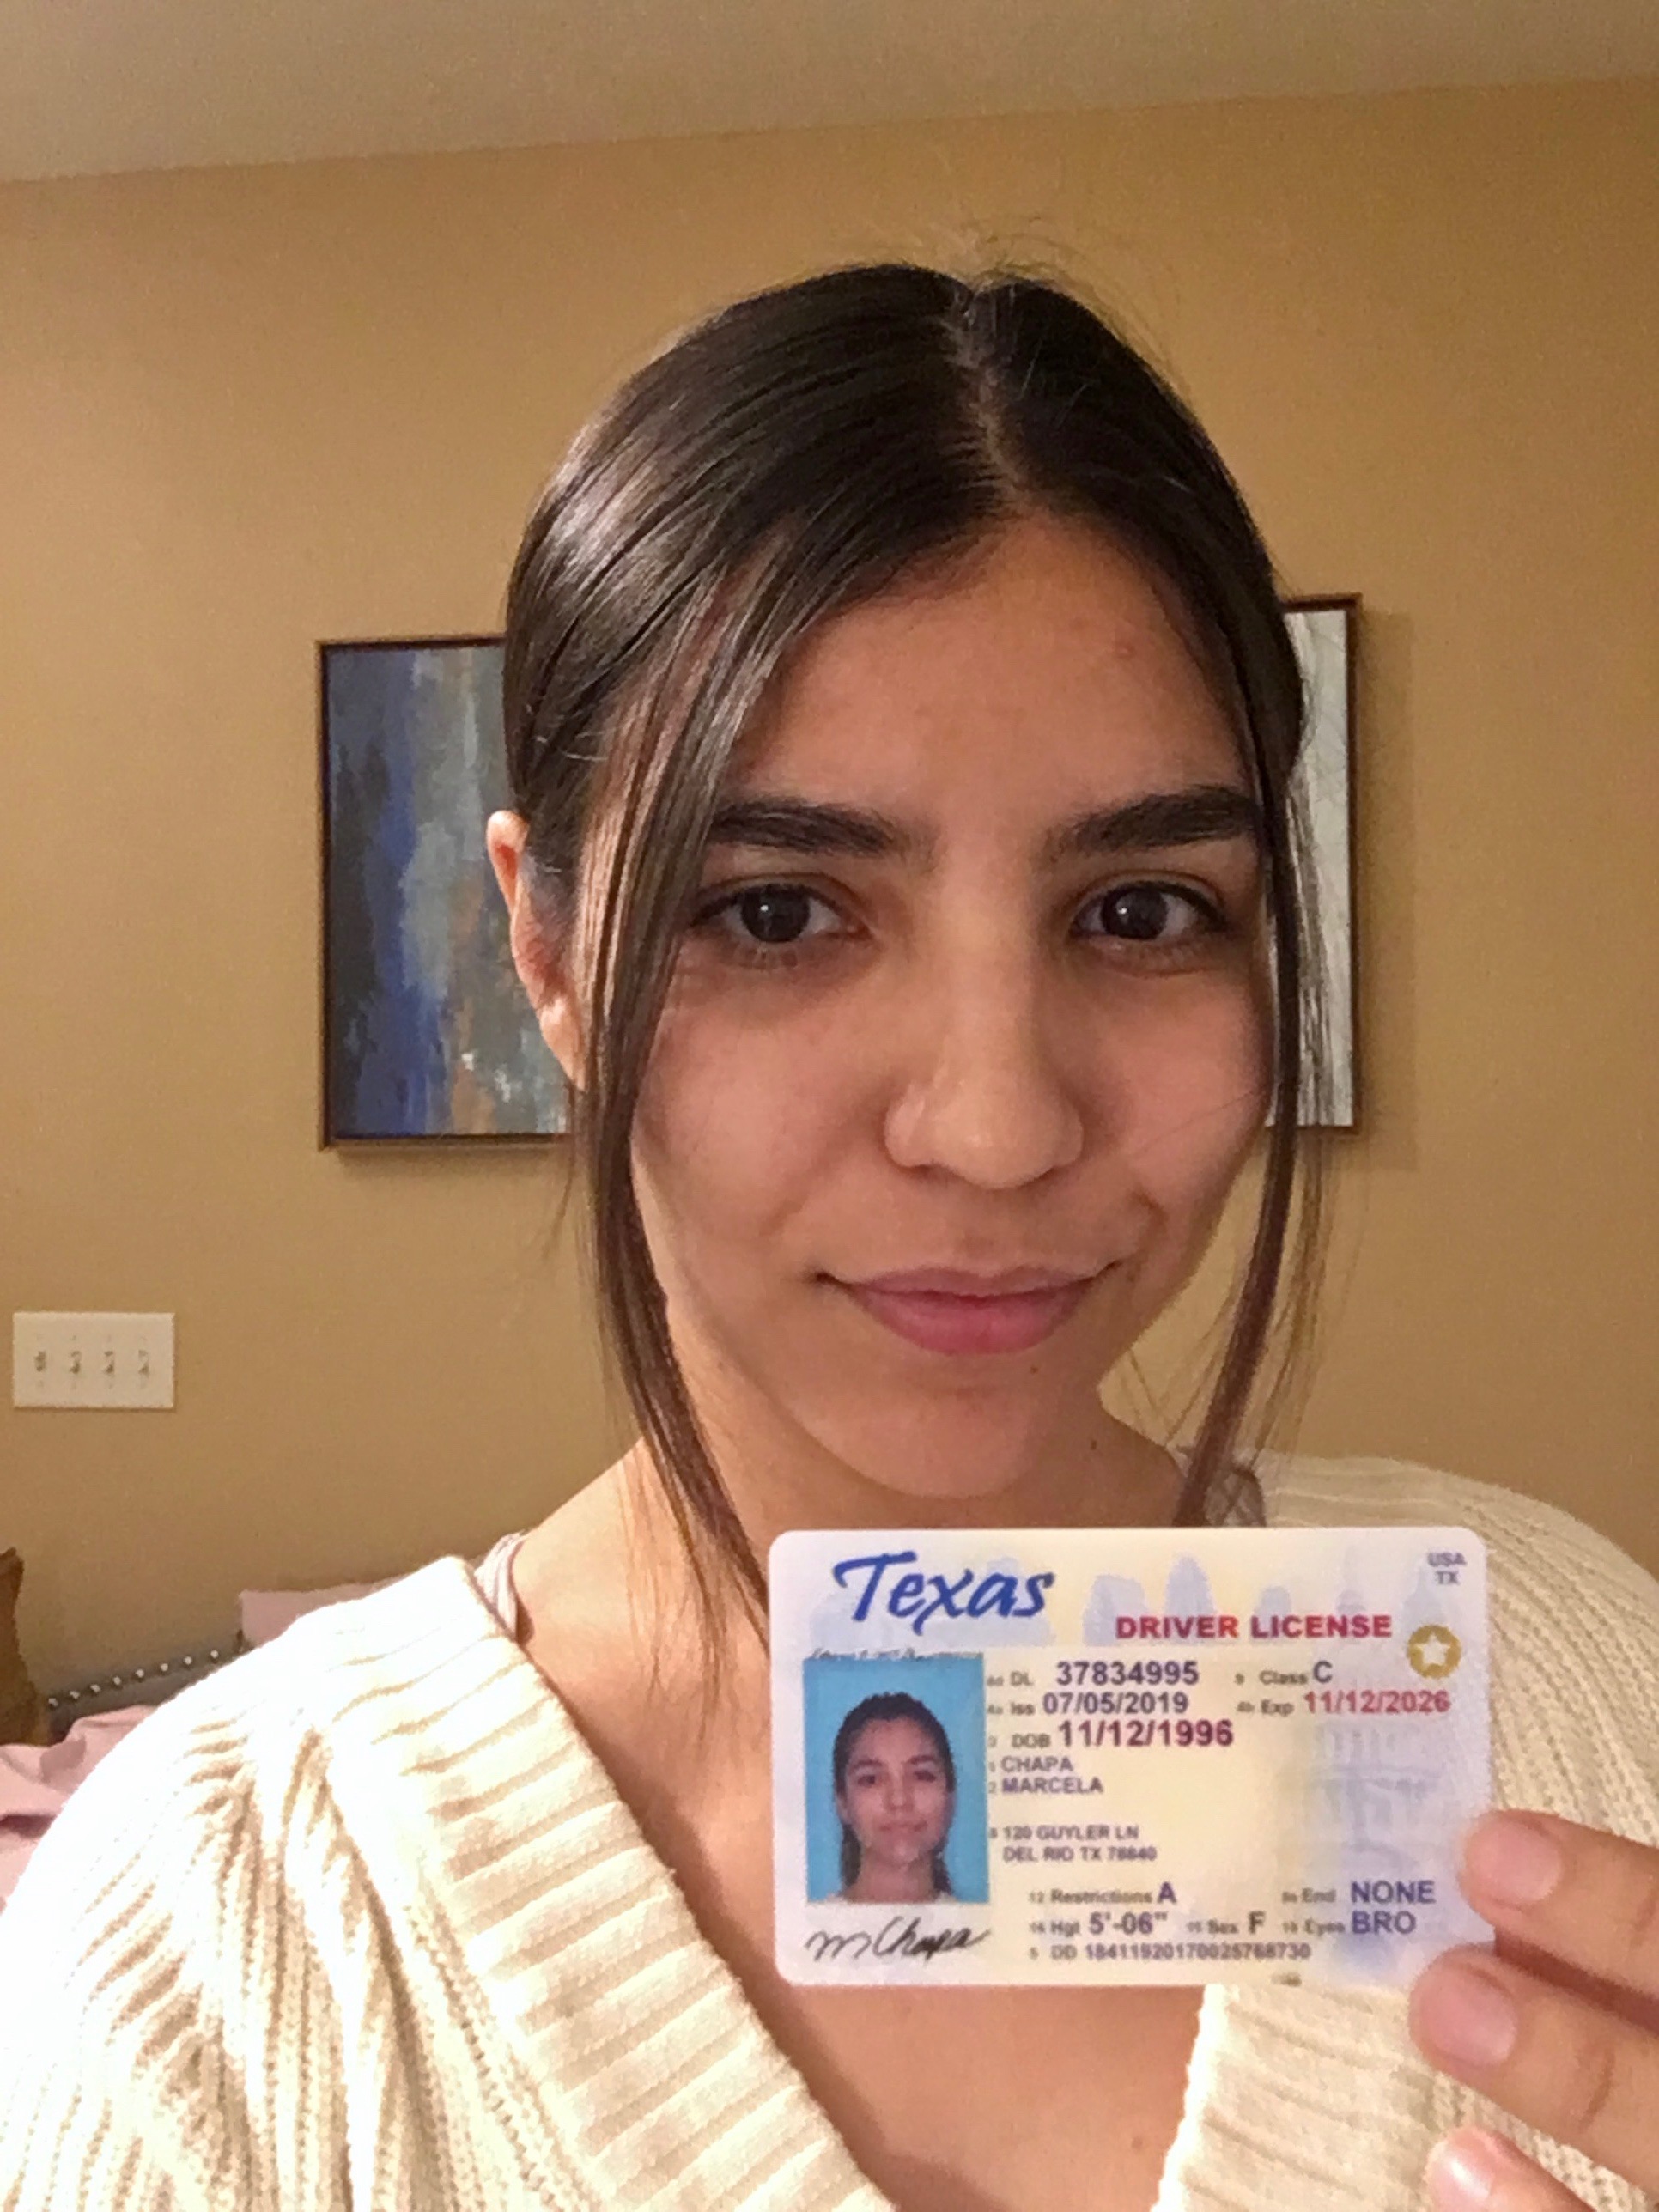 Texas
USA
TX
DRIVER LICENSE
4d DL 37834995 9 Class C
4a Iss 07/05/2019 4b Exp 11/12/2026
3 DOB 11/12/1996
1 CHAPA
2 MARCELA
8 120 GUYLER LN
DEL RIO TX 78840
12 Restrictions A 9a End NONE
16 Hgt 5'-06" 15 Sex F 18 Eyes BRO
5 DD 18411920170025768730
m Chapa